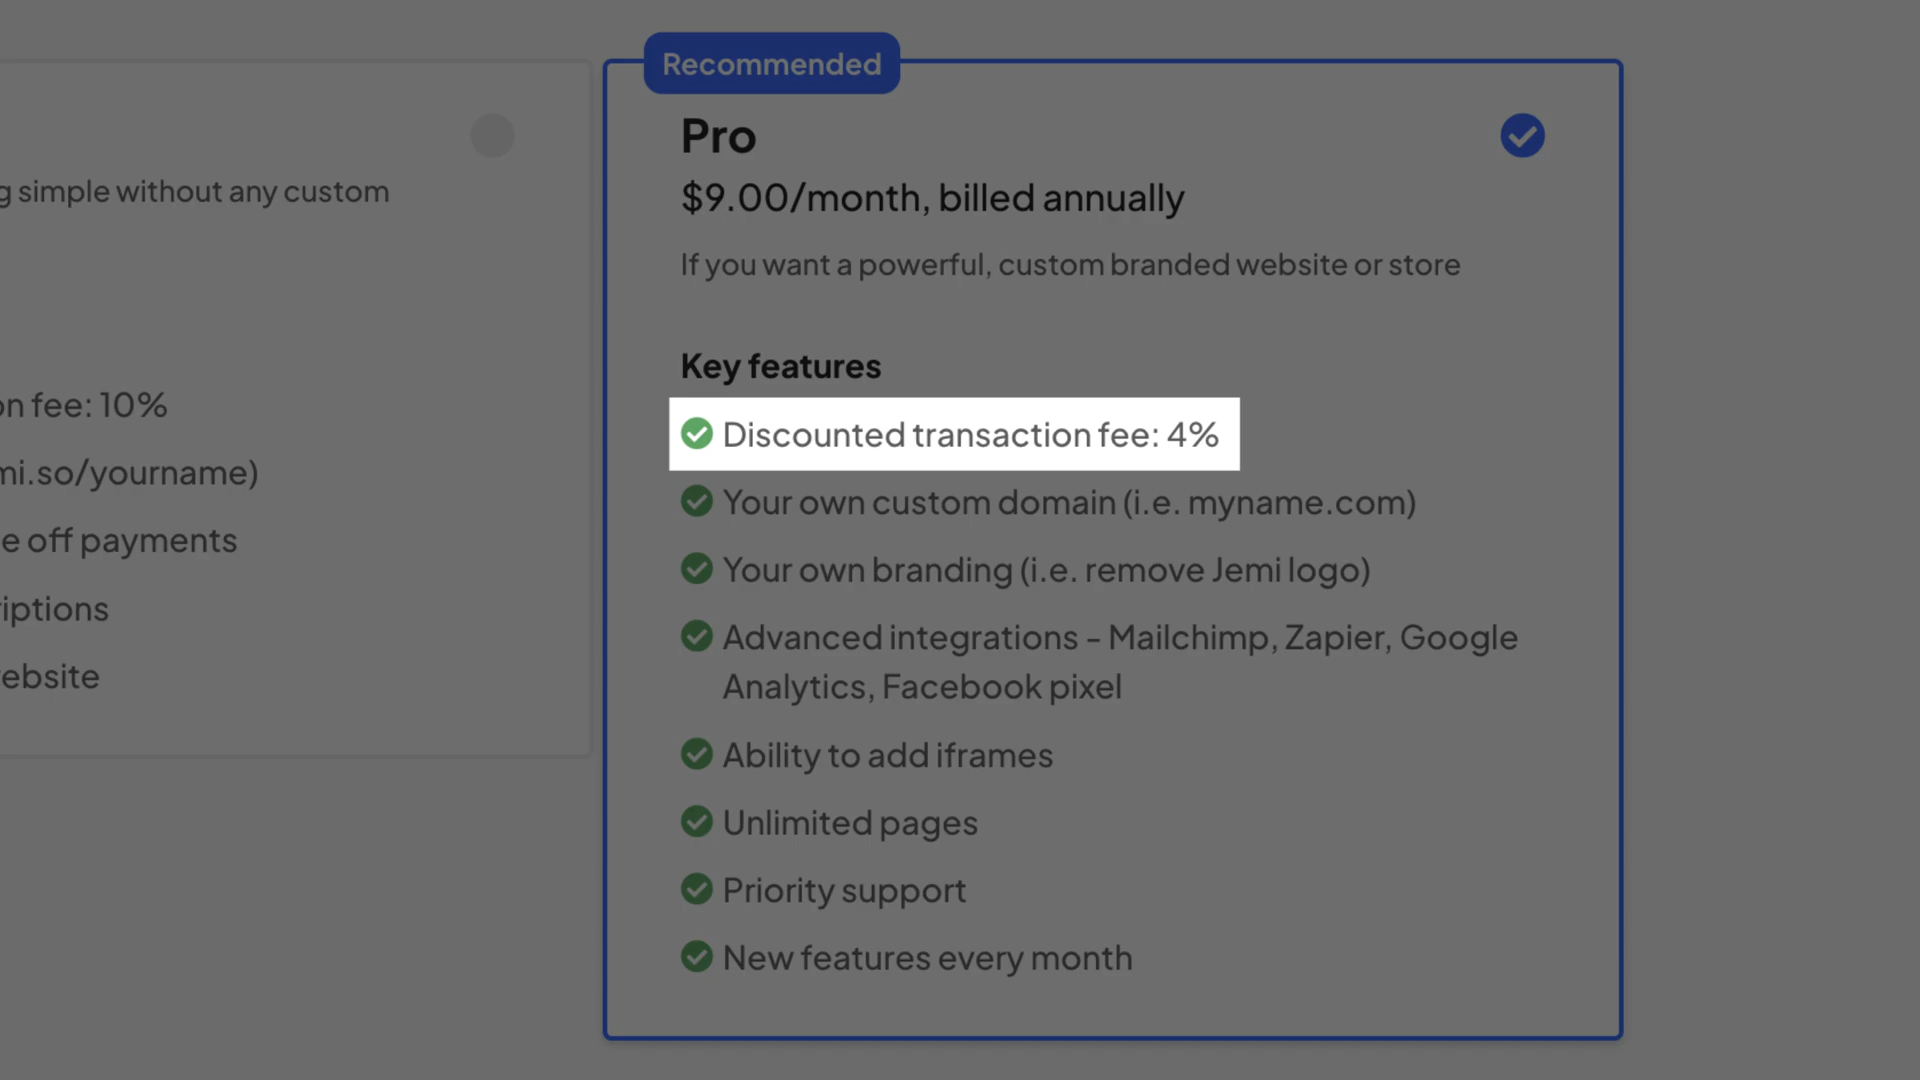 g simple without any custom
on fee: 10%
mi.so/yourname)
e off payments
riptions
ebsite
Recommended
Pro
$9.00/month, billed annually
If you want a powerful, custom branded website or store
Key features
Discounted transaction fee: 4%
Your own custom domain (i.e. myname.com)
Your own branding (i.e. remove Jemi logo)
Advanced integrations - Mailchimp, Zapier, Google
Analytics, Facebook pixel
Ability to add iframes
Unlimited pages
Priority support
New features every month